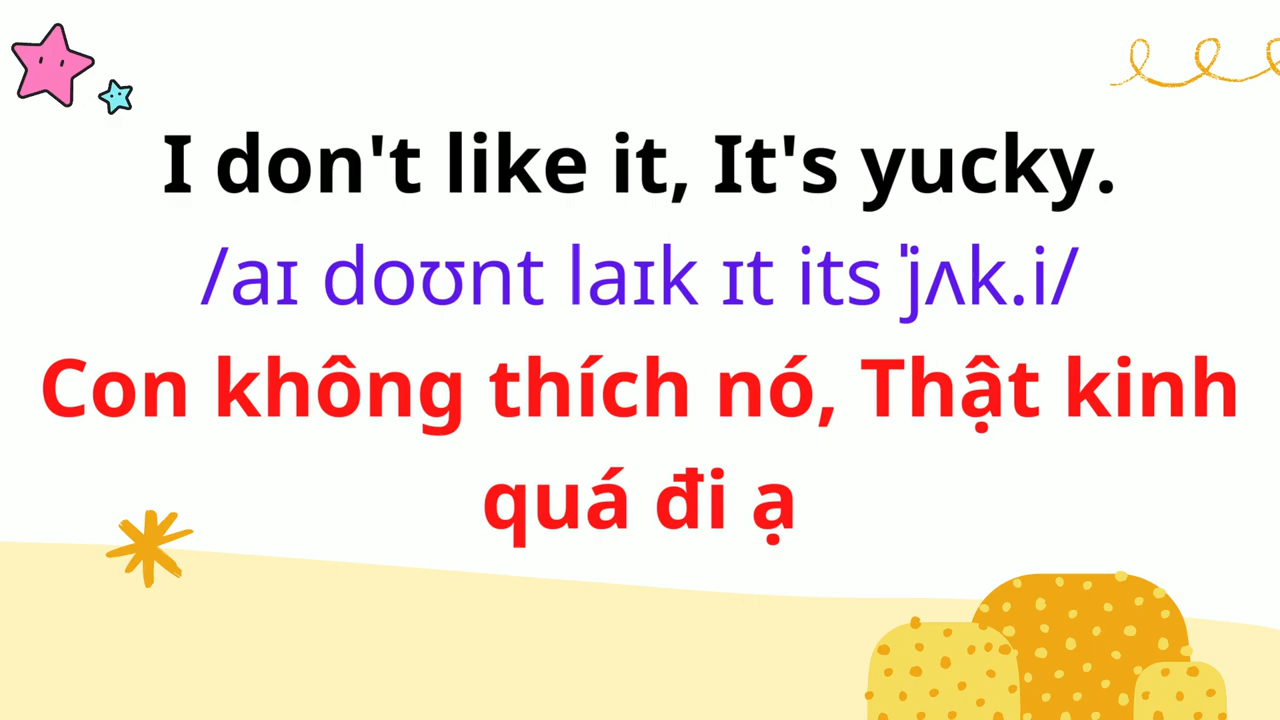 I don't like it, It's yucky.
/aɪ doʊnt laɪk ɪt its ˈjʌk.i/
Con không thích nó, Thật kinh
quá đi ạ